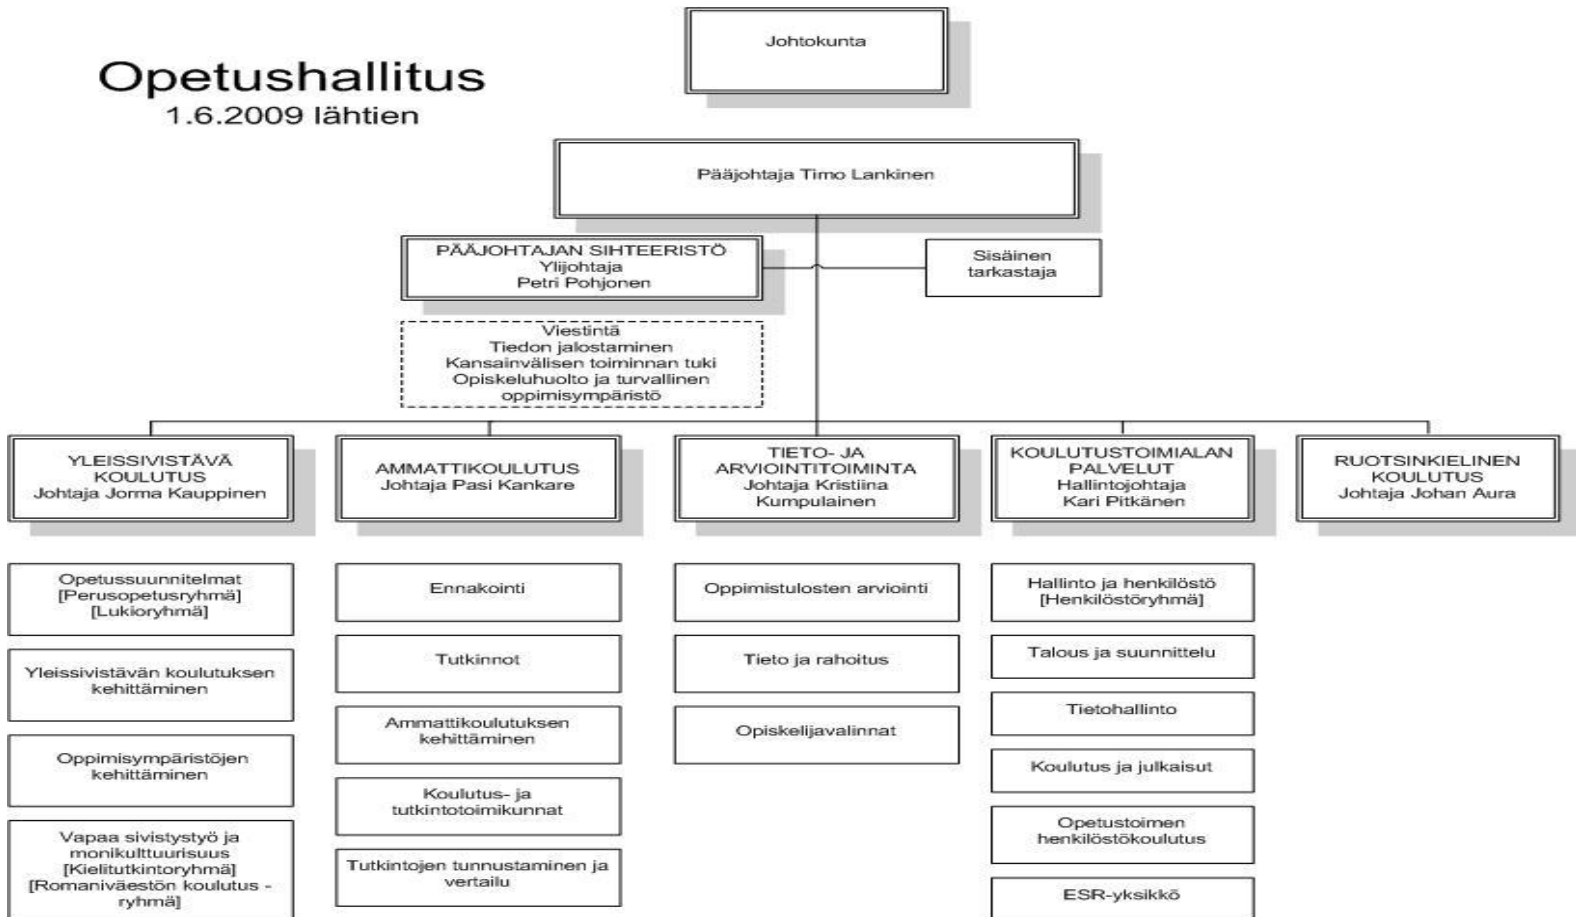 Johtokunta
Opetushallitus
1.6.2009 lähtien
Pääjohtaja Timo Lankinen
PÄÄJOHTAJAN SIHTEERISTÖ
Ylijohtaja
Petri Pohjonen
Sisäinen
tarkastaja
Viestintä
Tiedon jalostaminen
Kansainvälisen toiminnan tuki
Opiskeluhuolto ja turvallinen
oppimisympäristö
YLEISSIVISTÄVÄ
KOULUTUS
Johtaja Jorma Kauppinen
AMMATTIKOULUTUS
Johtaja Pasi Kankare
TIETO- JA
ARVIOINTITOIMINTA
Johtaja Kristiina
Kumpulainen
KOULUTUSTOIMIALAN
PALVELUT
Hallintojohtaja
Kari Pitkänen
RUOTSINKIELINEN
KOULUTUS
Johtaja Johan Aura
Opetussuunnitelmat
[Perusopetusryhmä]
[Lukioryhmä]
Yleissivistävän koulutuksen
kehittäminen
Oppimisympäristöjen
kehittäminen
Vapaa sivistystyö ja
monikulttuurisuus
[Kielitutkintoryhmä]
[Romaniväestön koulutus -
ryhmä]
Ennakointi
Tutkinnot
Ammattikoulutuksen
kehittäminen
Koulutus- ja
tutkintotoimikunnat
Tutkintojen tunnustaminen ja
vertailu
Oppimistulosten arviointi
Tieto ja rahoitus
Opiskelijavalinnat
Hallinto ja henkilöstö
[Henkilöstöryhmä]
Talous ja suunnittelu
Tietohallinto
Koulutus ja julkaisut
Opetustoimen
henkilöstökoulutus
ESR-yksikkö